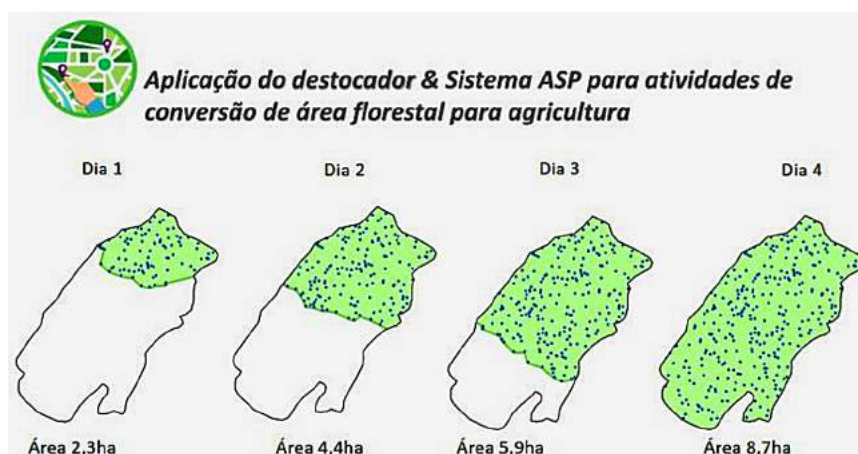 Aplicação do destocador & Sistema ASP para atividades de
conversão de área florestal para agricultura
Dia 1
Dia 2
Dia 3
Dia 4
Área 2,3ha
Área 4,4ha
Área 5,9ha
Área 8,7ha